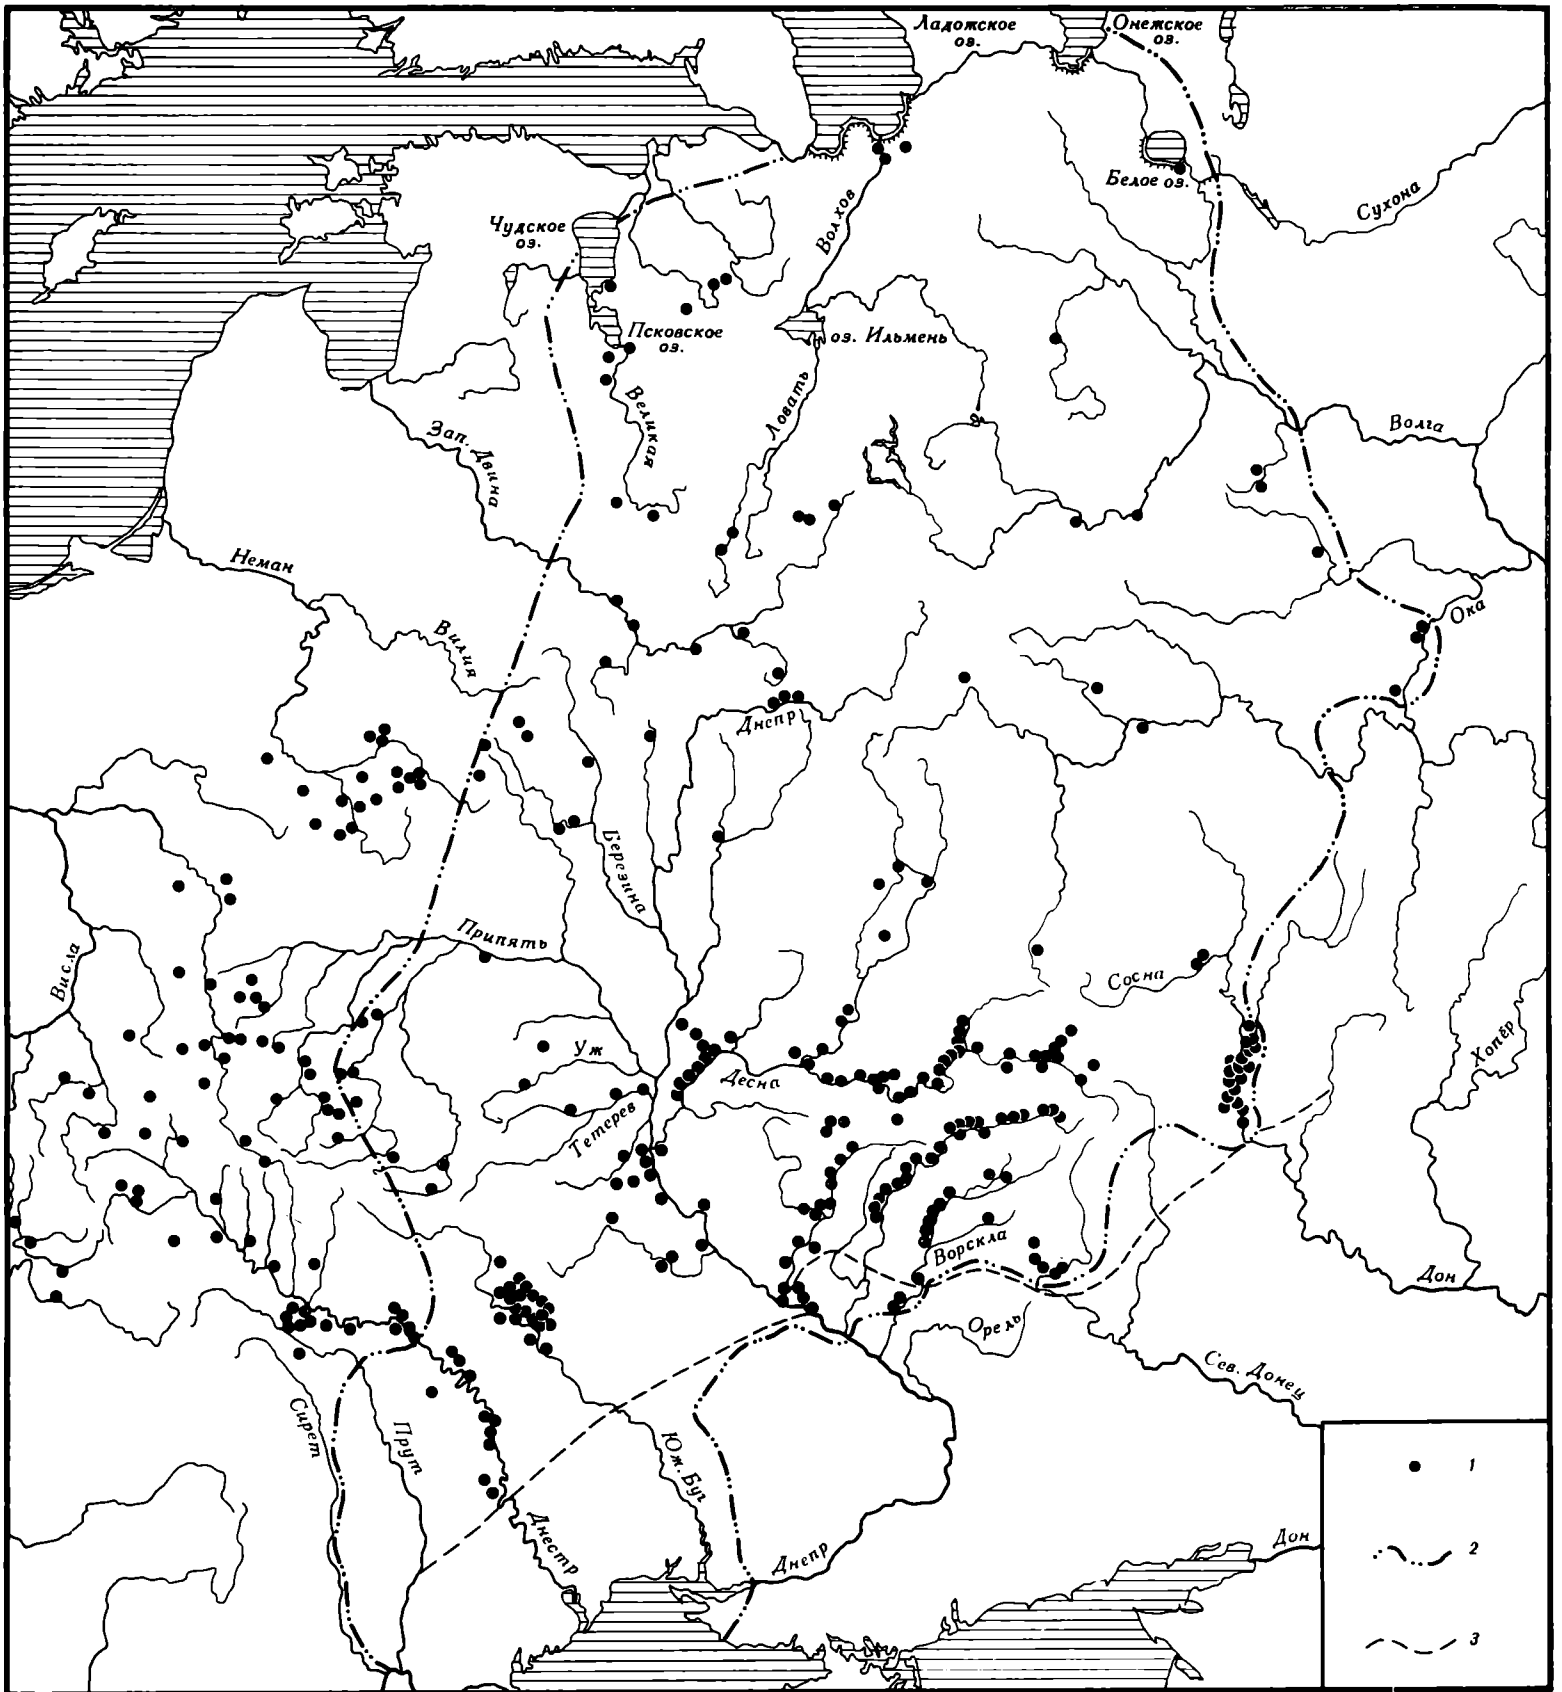 Ладожское
оз.
Онежское
оз.
Белое оз.
Сухона
Чудское
оз.
Волхов
Псковское
оз.
оз. Ильмень
Великая
Ловать
Зап. Двина
Волга
Неман
Вилия
Ока
Днепр
Березина
Припять
Висла
Сосна
Хопёр
Уж
Десна
Тетерев
Ворскла
Дон
Орель
Сев. Донец
Сирет
Прут
Юж. Буг
Днестр
Днепр
Дон
1
2
3